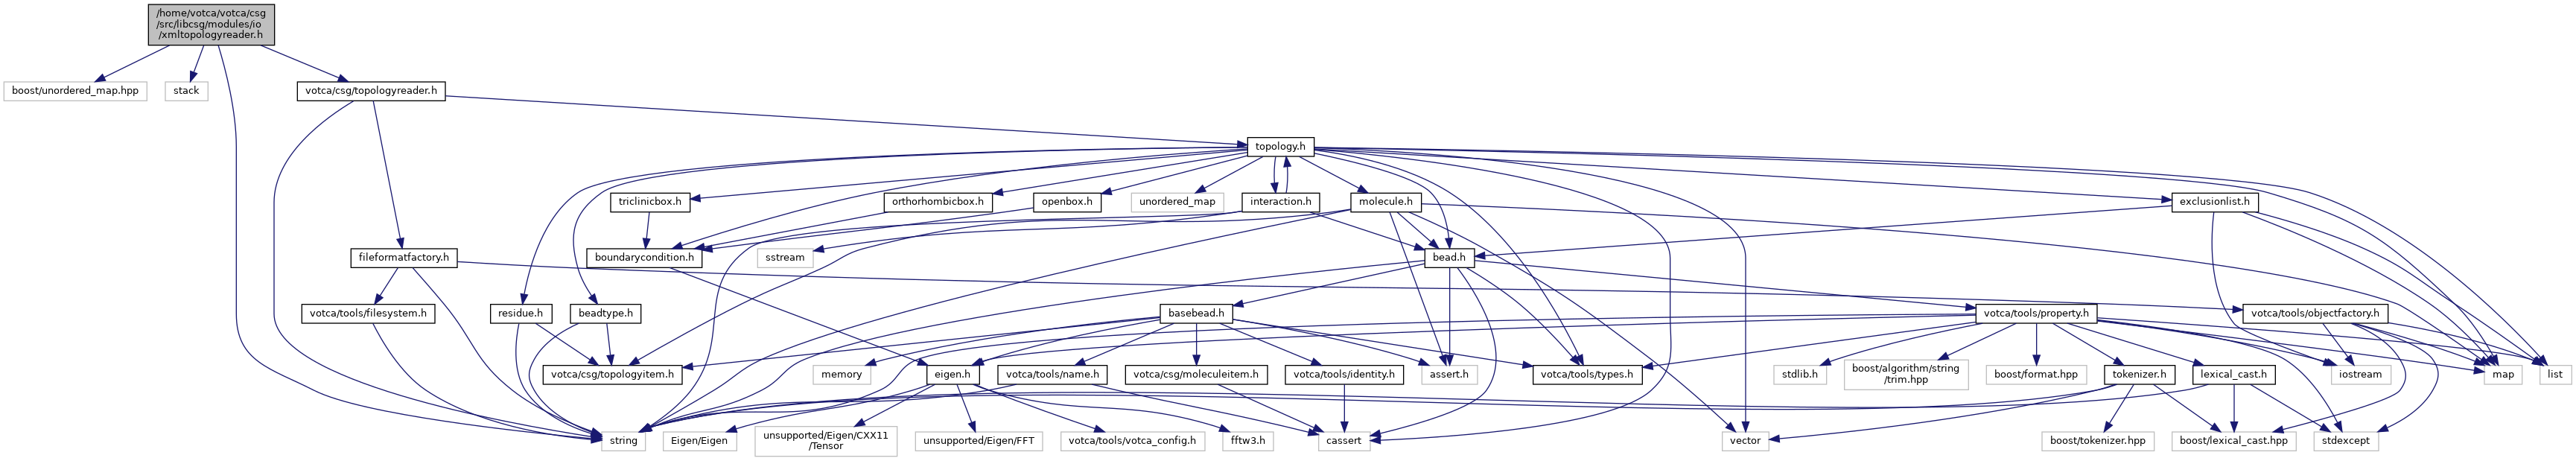 /home/votca/votca/csg
/src/libcsg/modules/io
/xmltopologyreader.h
boost/unordered_map.hpp
stack
votca/csg/topologyreader.h
topology.h
triclinicbox.h
orthorhombicbox.h
openbox.h
unordered_map
interaction.h
molecule.h
exclusionlist.h
fileformatfactory.h
boundarycondition.h
sstream
bead.h
votca/tools/filesystem.h
residue.h
beadtype.h
basebead.h
votca/tools/property.h
votca/tools/objectfactory.h
votca/csg/topologyitem.h
memory
eigen.h
votca/tools/name.h
votca/csg/moleculeitem.h
votca/tools/identity.h
assert.h
votca/tools/types.h
stdlib.h
boost/algorithm/string
/trim.hpp
boost/format.hpp
tokenizer.h
lexical_cast.h
iostream
map
list
string
Eigen/Eigen
unsupported/Eigen/CXX11
/Tensor
unsupported/Eigen/FFT
votca/tools/votca_config.h
fftw3.h
cassert
vector
boost/tokenizer.hpp
boost/lexical_cast.hpp
stdexcept